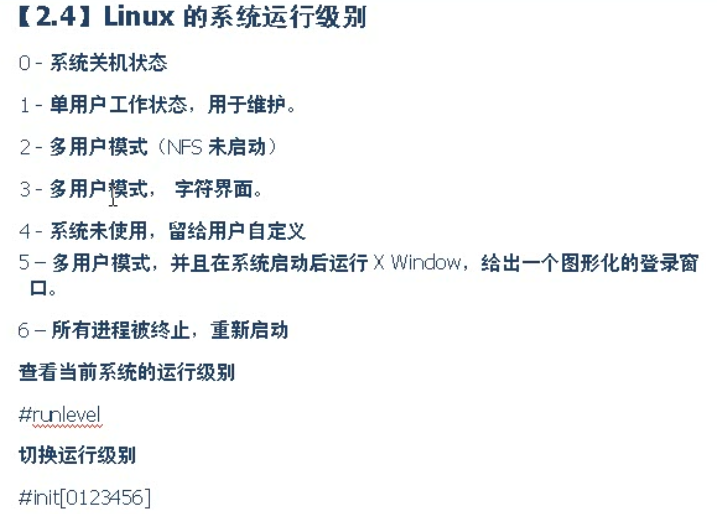 【2.4】Linux 的系统运行级别
0 - 系统关机状态
1 - 单用户工作状态，用于维护。
2 - 多用户模式（NFS 未启动）
3 - 多用户模式， 字符界面。
4 - 系统未使用，留给用户自定义
5 – 多用户模式，并且在系统启动后运行 X Window，给出一个图形化的登录窗
口。
6 – 所有进程被终止，重新启动
查看当前系统的运行级别
#runlevel
切换运行级别
#init[0123456]